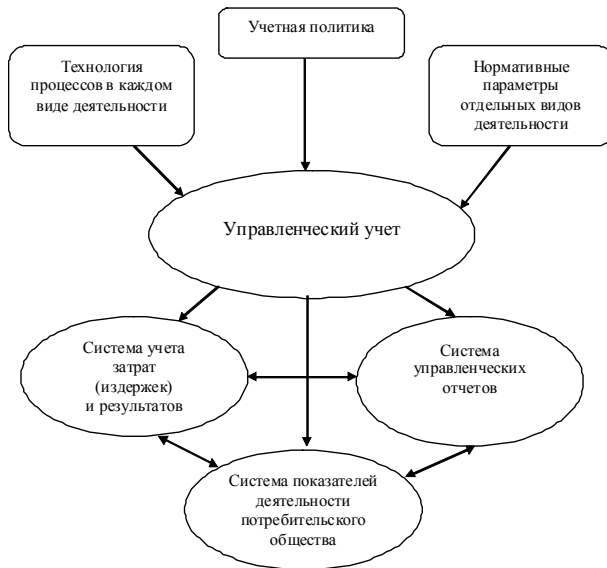 Учетная политика
Технология
процессов в каждом
виде деятельности
Нормативные
параметры
отдельных видов
деятельности
Управленческий учет
Система учета
затрат
(издержек)
и результатов
Система
управленческих
отчетов
Система показателей
деятельности
потребительского
общества